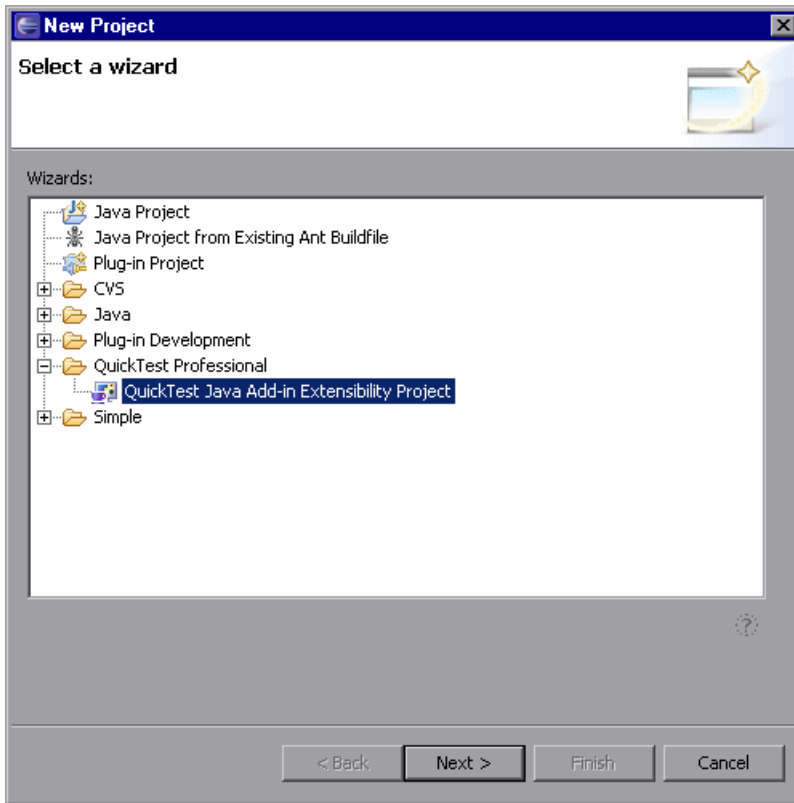 New Project
Select a wizard
Wizards:
Java Project
Java Project from Existing Ant Buildfile
Plug-in Project
CVS
Java
Plug-in Development
QuickTest Professional
QuickTest Java Add-in Extensibility Project
Simple
?
< Back
Next >
Finish
Cancel